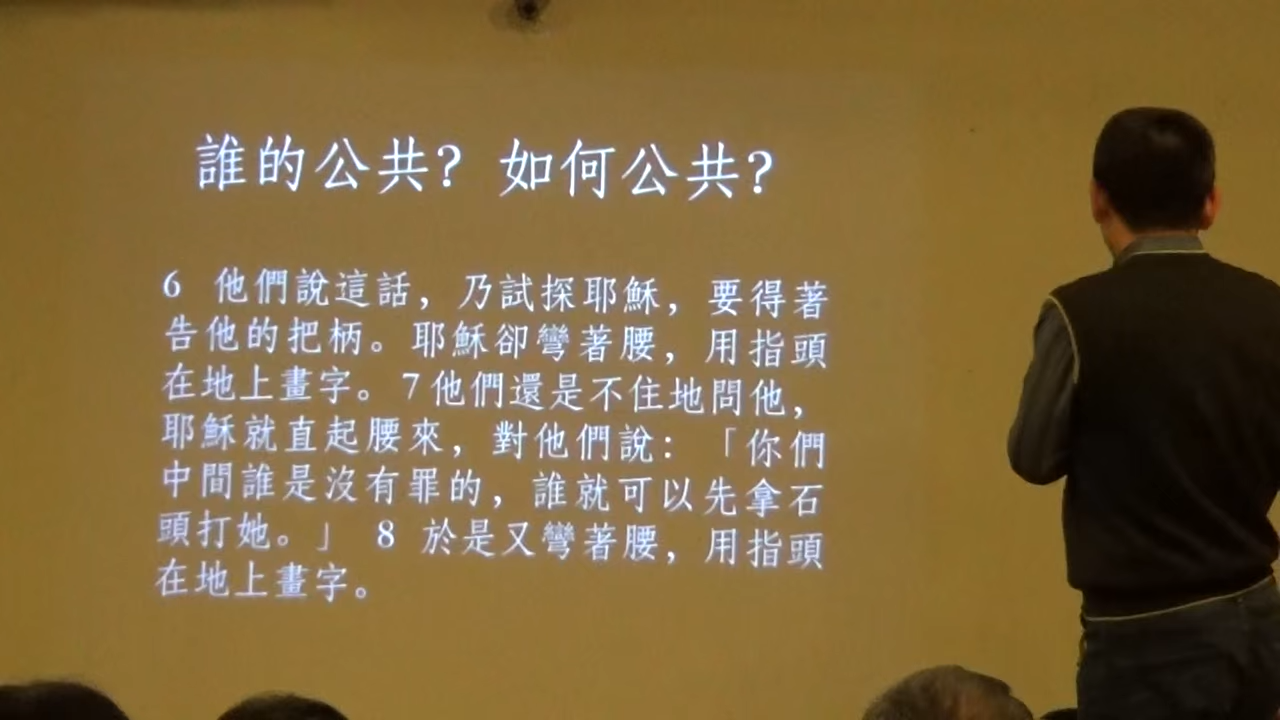 誰的公共? 如何公共?
6 他們說這話，乃試探耶穌，要得著
告他的把柄。耶穌卻彎著腰，用指頭
在地上畫字。7他們還是不住地問他，
耶穌就直起腰來，對他們說：「你們
中間誰是沒有罪的，誰就可以先拿石
頭打她。」 8 於是又彎著腰，用指頭
在地上畫字。